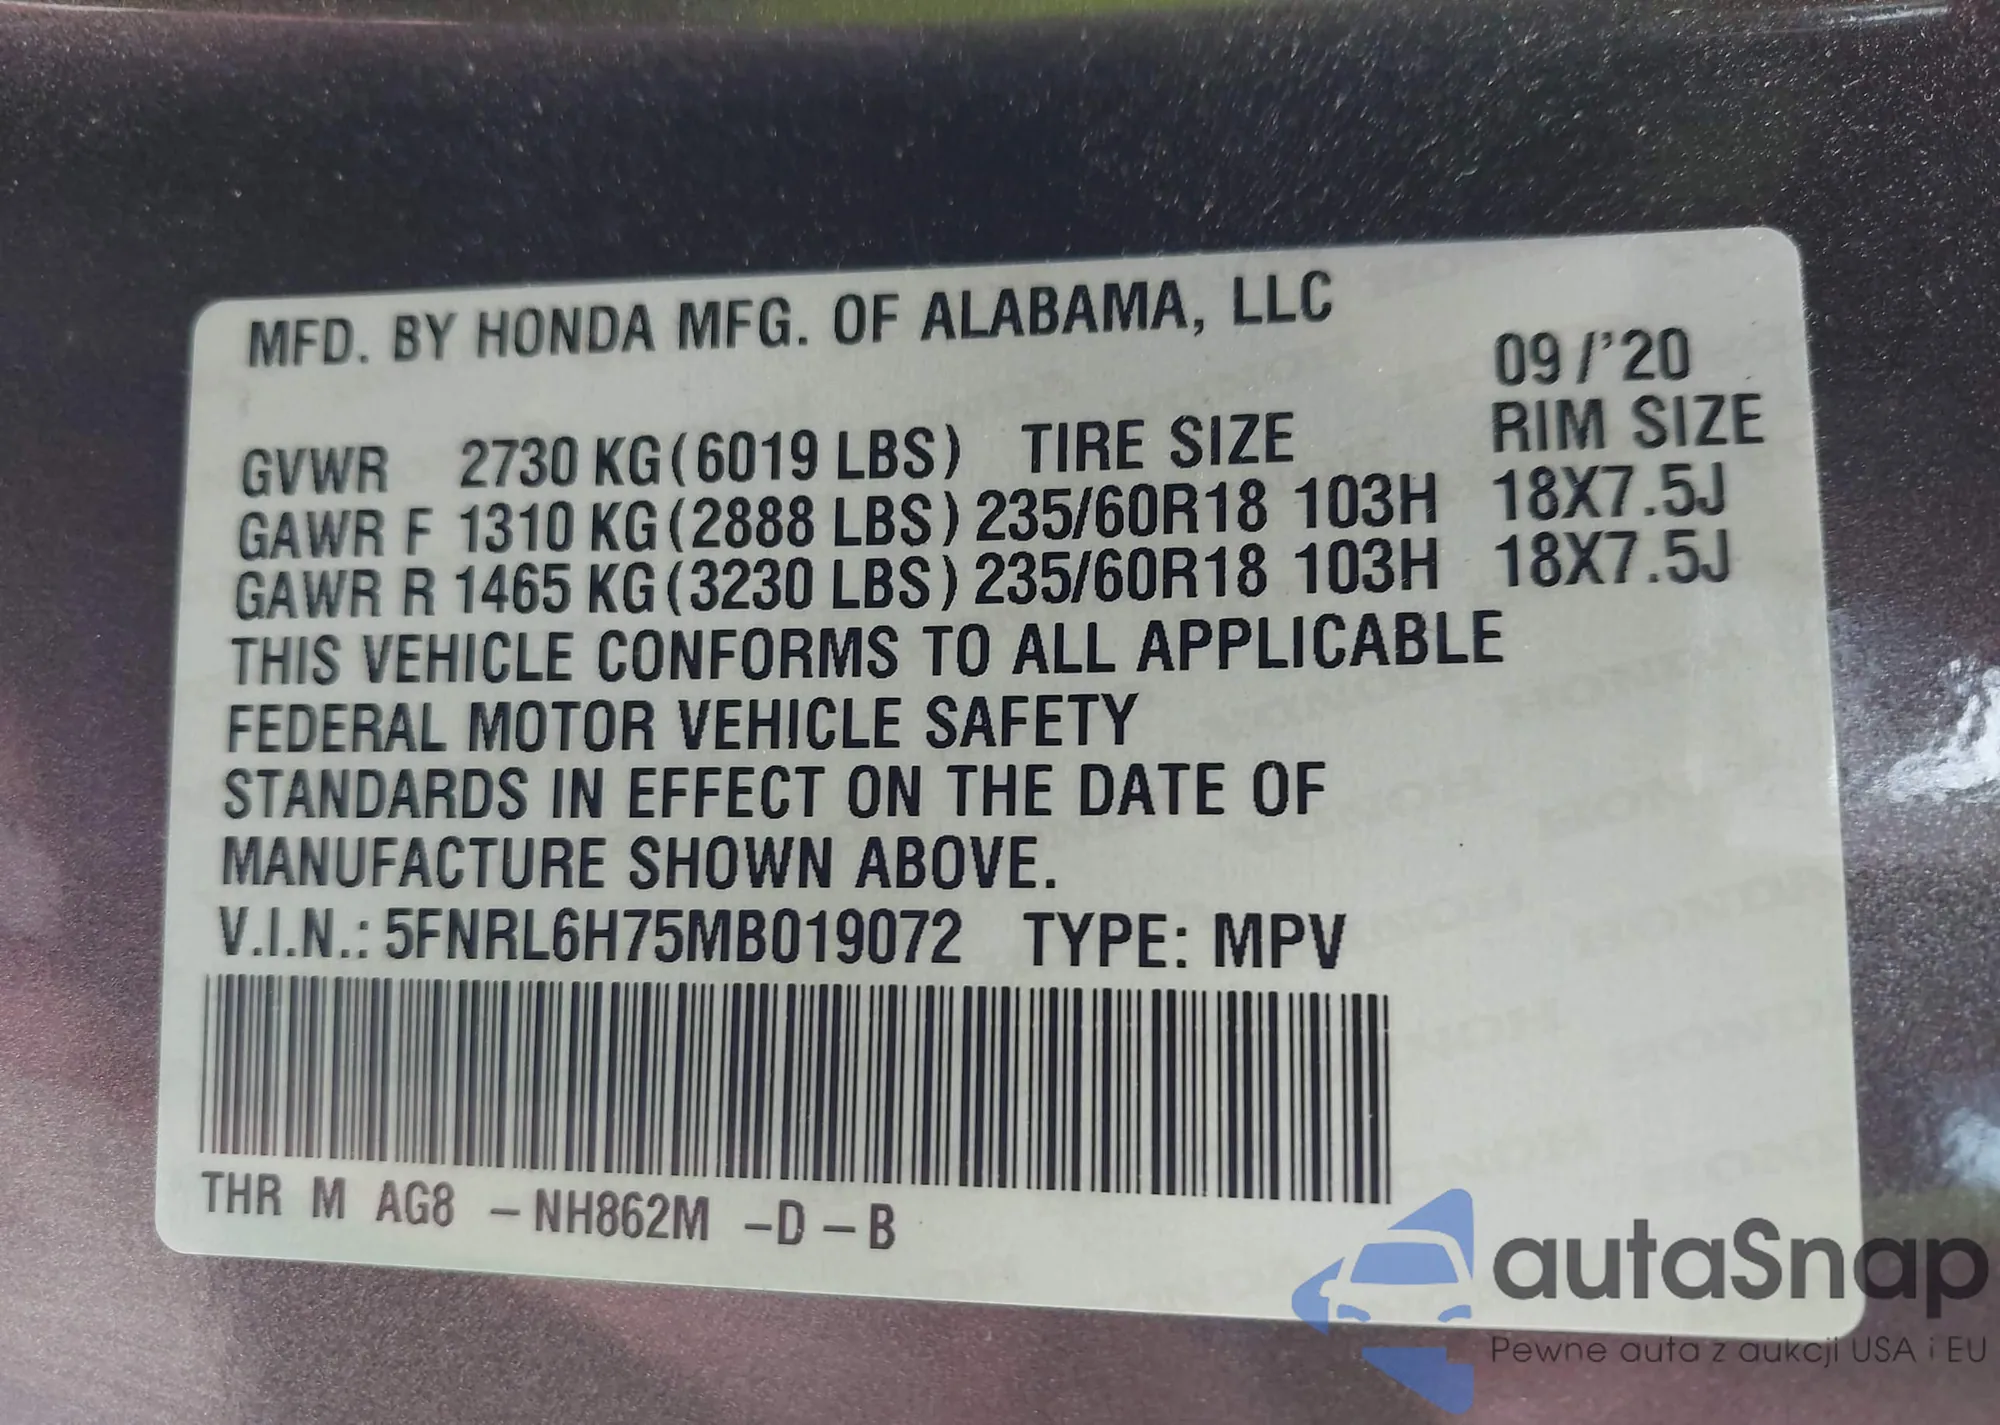 MFD. BY HONDA MFG. OF ALABAMA, LLC
09/'20
GVWR 2730 KG(6019 LBS) TIRE SIZE RIM SIZE
GAWR F 1310 KG(2888 LBS) 235/60R18 103H 18X7.5J
GAWR R 1465 KG(3230 LBS) 235/60R18 103H 18X7.5J
THIS VEHICLE CONFORMS TO ALL APPLICABLE
FEDERAL MOTOR VEHICLE SAFETY
STANDARDS IN EFFECT ON THE DATE OF
MANUFACTURE SHOWN ABOVE.
V.I.N.: 5FNRL6H75MB019072 TYPE: MPV
THR M AG8 -NH862M -D -B
autaSnap
Pewne auta z aukcji USA i EU